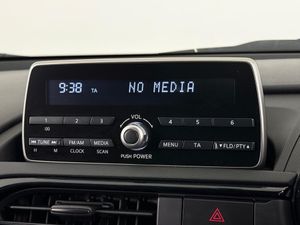 9:38 TA NO MEDIA
VOL
1 2 3 4 5 6
00
TUNE FM/AM MEDIA MENU TA FLD/PTY
H M CLOCK SCAN
PUSH POWER